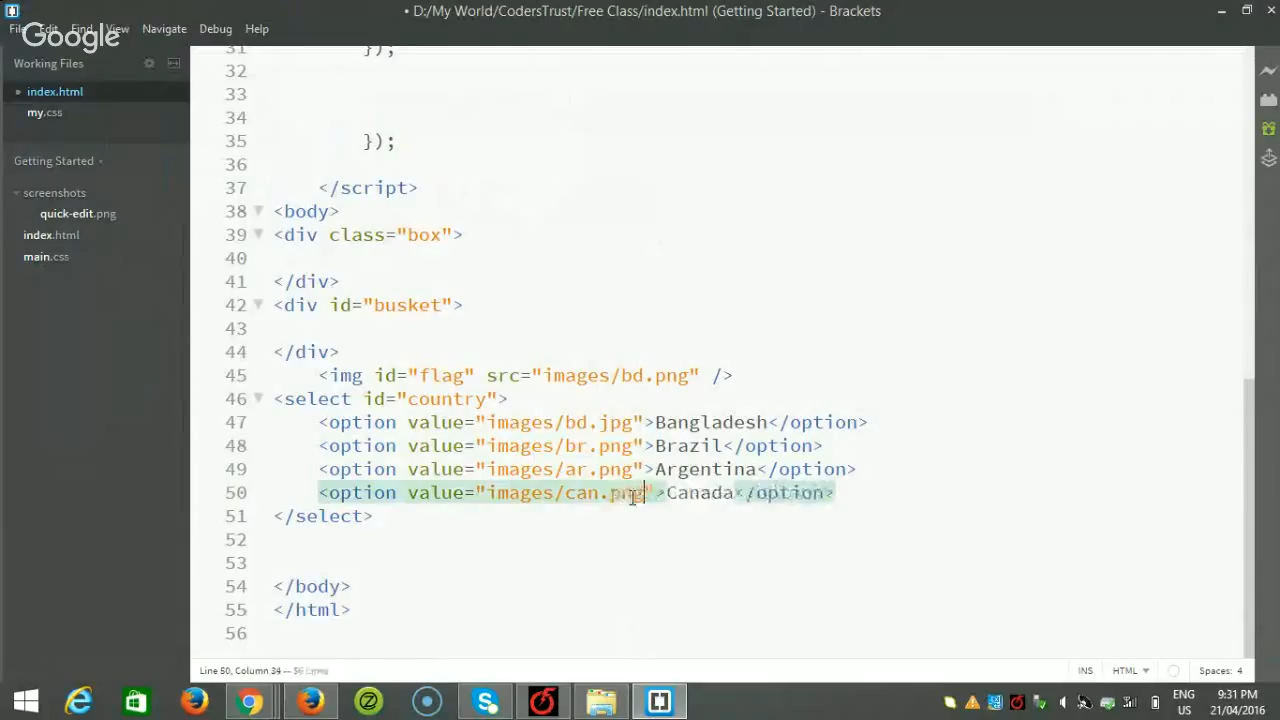 D:/My World/CodersTrust/Free Class/index.html (Getting Started) - Brackets
File Edit Find View Navigate Debug Help
Google
Working Files
index.html
my.css
Getting Started
screenshots
quick-edit.png
index.html
main.css
31 });
32
33
34
35 });
36
37 </script>
38 <body>
39 <div class="box">
40
41 </div>
42 <div id="busket">
43
44 </div>
45 <img id="flag" src="images/bd.png" />
46 <select id="country">
47 <option value="images/bd.jpg">Bangladesh</option>
48 <option value="images/br.png">Brazil</option>
49 <option value="images/ar.png">Argentina</option>
50 <option value="images/can.png">Canada</option>
51 </select>
52
53
54 </body>
55 </html>
56
Line 50, Column 34 — 56 Lines
INS HTML Spaces: 4
ENG 9:31 PM
US 21/04/2016